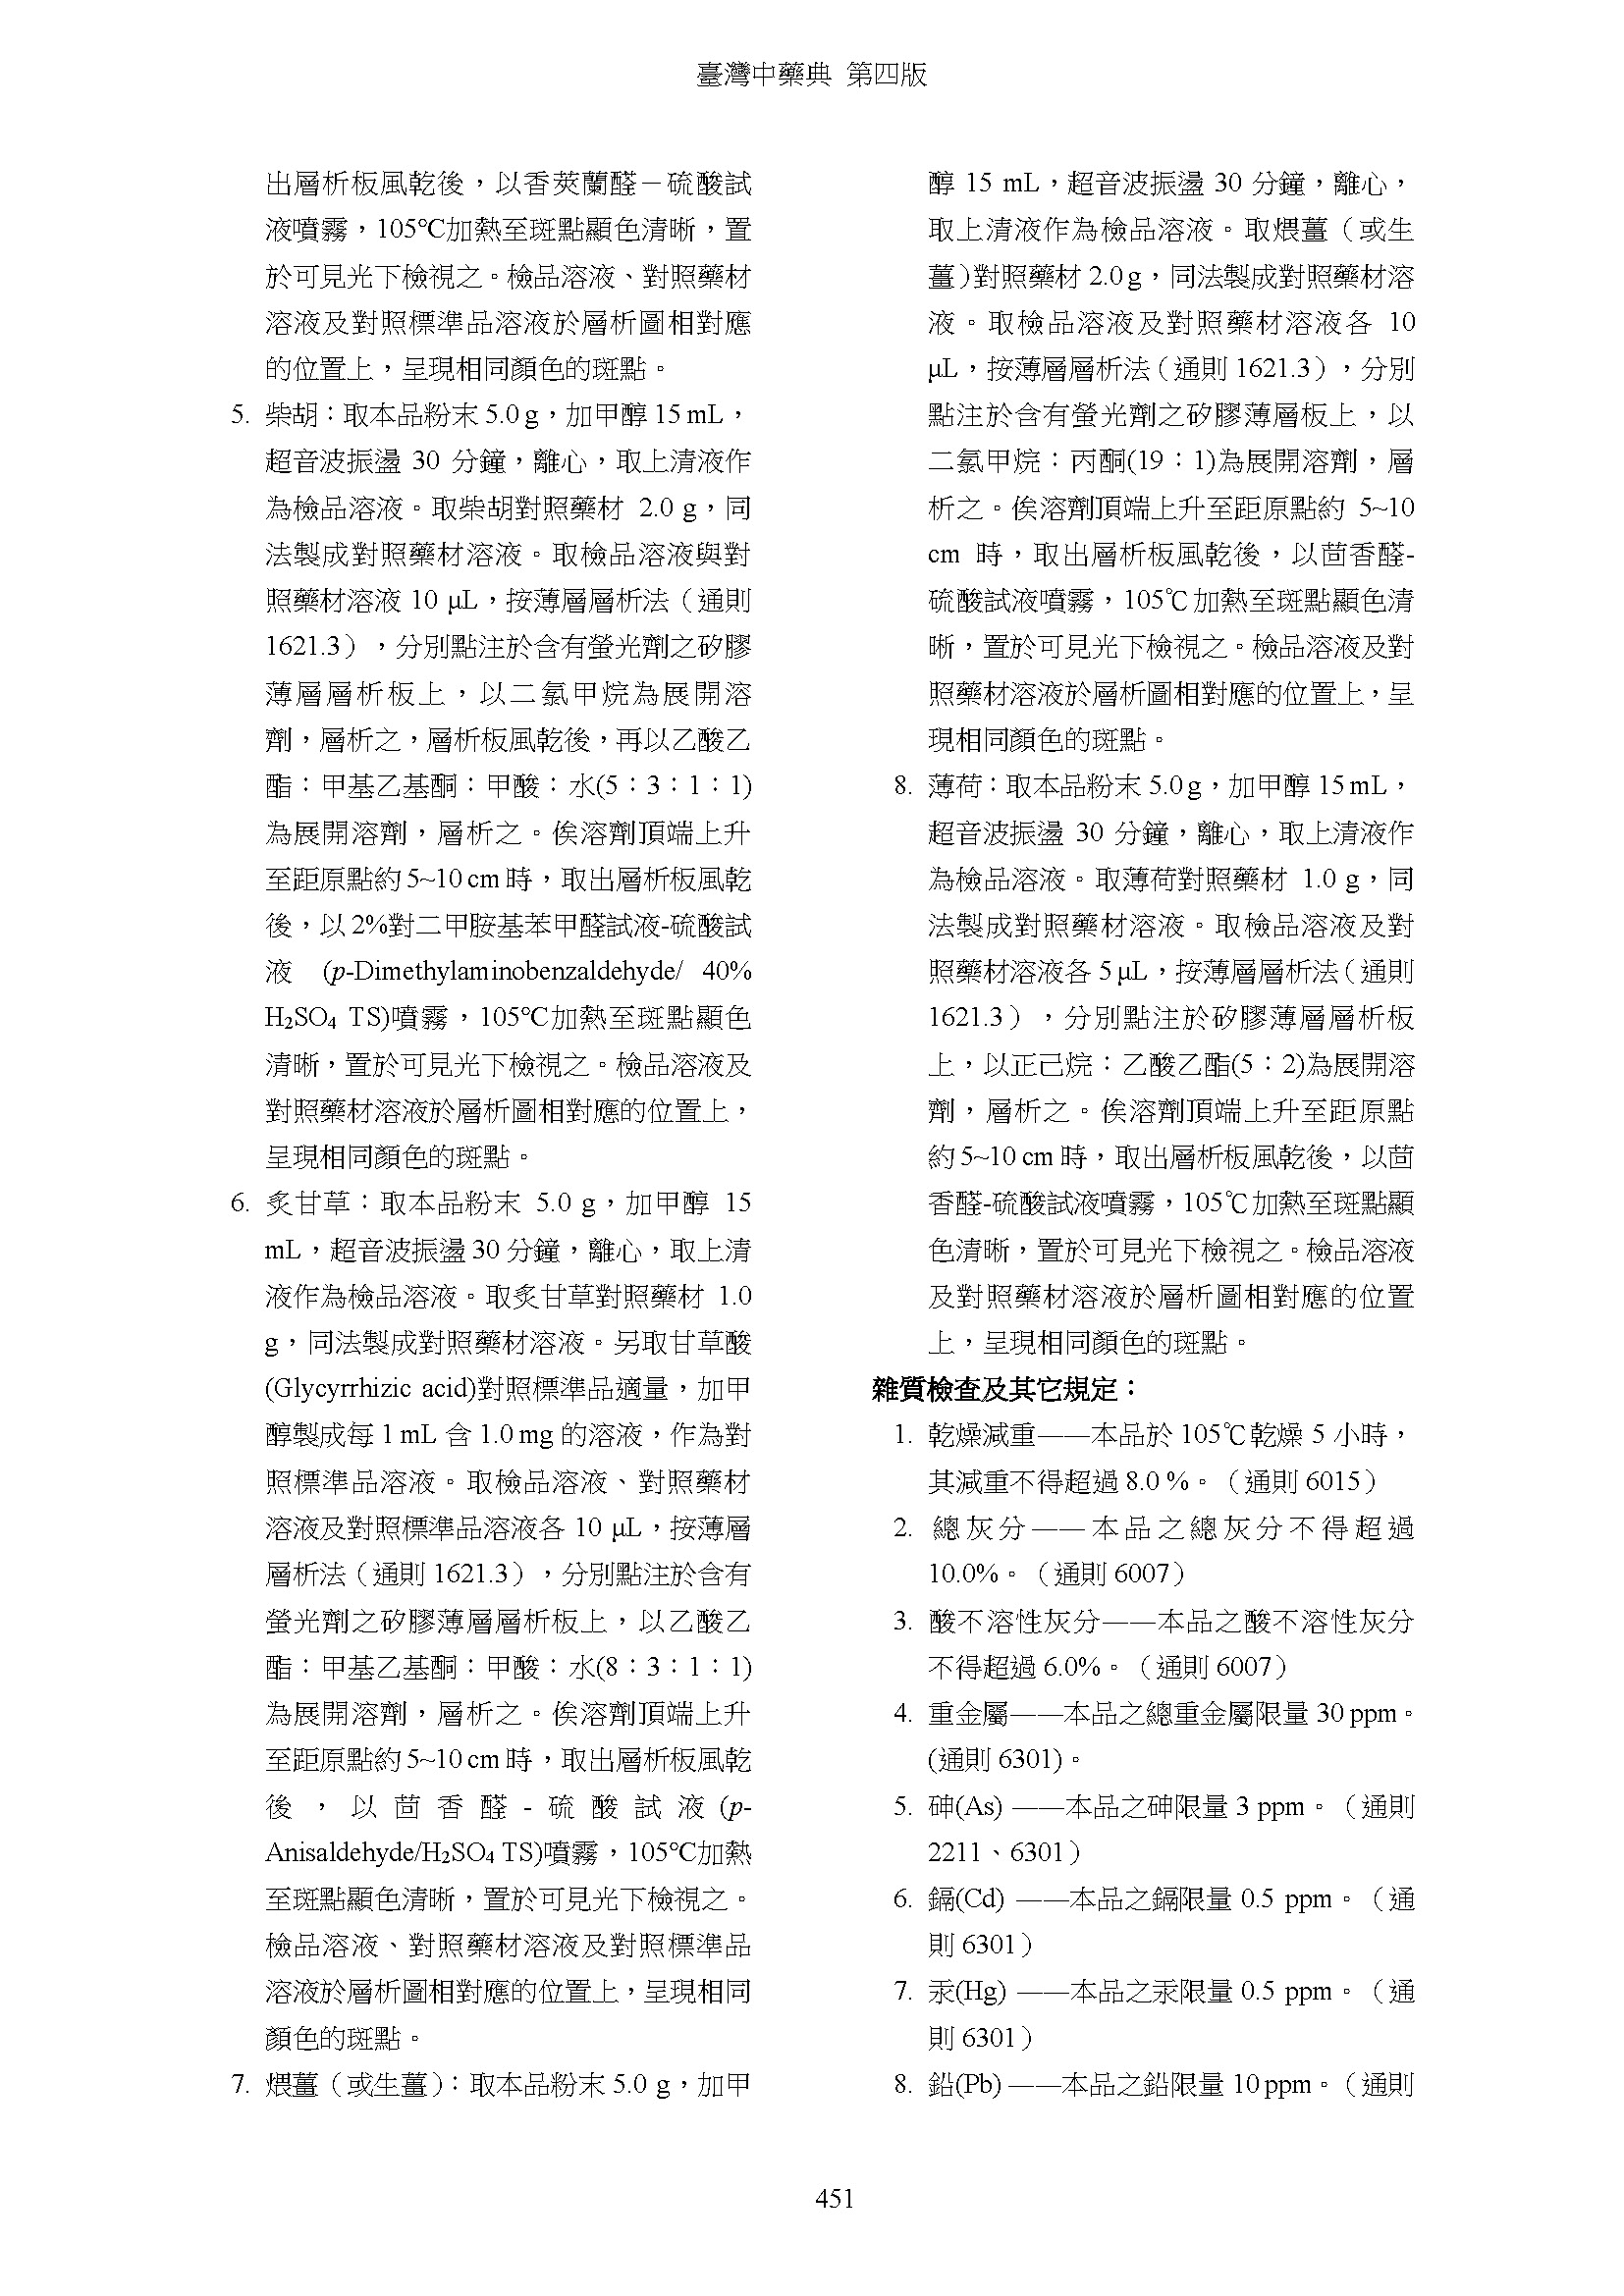 臺灣中藥典 第四版
出層析板風乾後，以香莢蘭醛－硫酸試
液噴霧，105°C加熱至斑點顯色清晰，置
於可見光下檢視之。檢品溶液、對照藥材
溶液及對照標準品溶液於層析圖相對應
的位置上，呈現相同顏色的斑點。
5. 柴胡：取本品粉末 5.0 g，加甲醇 15 mL，
超音波振盪 30 分鐘，離心，取上清液作
為檢品溶液。取柴胡對照藥材 2.0 g，同
法製成對照藥材溶液。取檢品溶液與對
照藥材溶液 10 μL，按薄層層析法（通則
1621.3），分別點注於含有螢光劑之矽膠
薄層層析板上，以二氯甲烷為展開溶
劑，層析之，層析板風乾後，再以乙酸乙
酯：甲基乙基酮：甲酸：水(5：3：1：1)
為展開溶劑，層析之。俟溶劑頂端上升
至距原點約 5~10 cm 時，取出層析板風乾
後，以 2%對二甲胺基苯甲醛試液-硫酸試
液 (p-Dimethylaminobenzaldehyde/ 40%
H₂SO₄ TS)噴霧，105°C加熱至斑點顯色
清晰，置於可見光下檢視之。檢品溶液及
對照藥材溶液於層析圖相對應的位置上，
呈現相同顏色的斑點。
6. 炙甘草：取本品粉末 5.0 g，加甲醇 15
mL，超音波振盪 30 分鐘，離心，取上清
液作為檢品溶液。取炙甘草對照藥材 1.0
g，同法製成對照藥材溶液。另取甘草酸
(Glycyrrhizic acid)對照標準品適量，加甲
醇製成每 1 mL 含 1.0 mg 的溶液，作為對
照標準品溶液。取檢品溶液、對照藥材
溶液及對照標準品溶液各 10 μL，按薄層
層析法（通則 1621.3），分別點注於含有
螢光劑之矽膠薄層層析板上，以乙酸乙
酯：甲基乙基酮：甲酸：水(8：3：1：1)
為展開溶劑，層析之。俟溶劑頂端上升
至距原點約 5~10 cm 時，取出層析板風乾
後，以茴香醛-硫酸試液(p-
Anisaldehyde/H₂SO₄ TS)噴霧，105°C加熱
至斑點顯色清晰，置於可見光下檢視之。
檢品溶液、對照藥材溶液及對照標準品
溶液於層析圖相對應的位置上，呈現相同
顏色的斑點。
7. 煨薑（或生薑）：取本品粉末 5.0 g，加甲
醇 15 mL，超音波振盪 30 分鐘，離心，
取上清液作為檢品溶液。取煨薑（或生
薑）對照藥材 2.0 g，同法製成對照藥材溶
液。取檢品溶液及對照藥材溶液各 10
μL，按薄層層析法（通則 1621.3），分別
點注於含有螢光劑之矽膠薄層板上，以
二氯甲烷：丙酮(19：1)為展開溶劑，層
析之。俟溶劑頂端上升至距原點約 5~10
cm 時，取出層析板風乾後，以茴香醛-
硫酸試液噴霧，105℃加熱至斑點顯色清
晰，置於可見光下檢視之。檢品溶液及對
照藥材溶液於層析圖相對應的位置上，呈
現相同顏色的斑點。
8. 薄荷：取本品粉末 5.0 g，加甲醇 15 mL，
超音波振盪 30 分鐘，離心，取上清液作
為檢品溶液。取薄荷對照藥材 1.0 g，同
法製成對照藥材溶液。取檢品溶液及對
照藥材溶液各 5 μL，按薄層層析法（通則
1621.3），分別點注於矽膠薄層層析板
上，以正己烷：乙酸乙酯(5：2)為展開溶
劑，層析之。俟溶劑頂端上升至距原點
約 5~10 cm 時，取出層析板風乾後，以茴
香醛-硫酸試液噴霧，105℃加熱至斑點顯
色清晰，置於可見光下檢視之。檢品溶液
及對照藥材溶液於層析圖相對應的位置
上，呈現相同顏色的斑點。
雜質檢查及其它規定：
1. 乾燥減重——本品於 105℃乾燥 5 小時，
其減重不得超過 8.0 %。（通則 6015）
2. 總灰分——本品之總灰分不得超過
10.0%。（通則 6007）
3. 酸不溶性灰分——本品之酸不溶性灰分
不得超過 6.0%。（通則 6007）
4. 重金屬——本品之總重金屬限量 30 ppm。
(通則 6301)。
5. 砷(As) ——本品之砷限量 3 ppm。（通則
2211、6301）
6. 鎘(Cd) ——本品之鎘限量 0.5 ppm。（通
則 6301）
7. 汞(Hg) ——本品之汞限量 0.5 ppm。（通
則 6301）
8. 鉛(Pb) ——本品之鉛限量 10 ppm。（通則
451